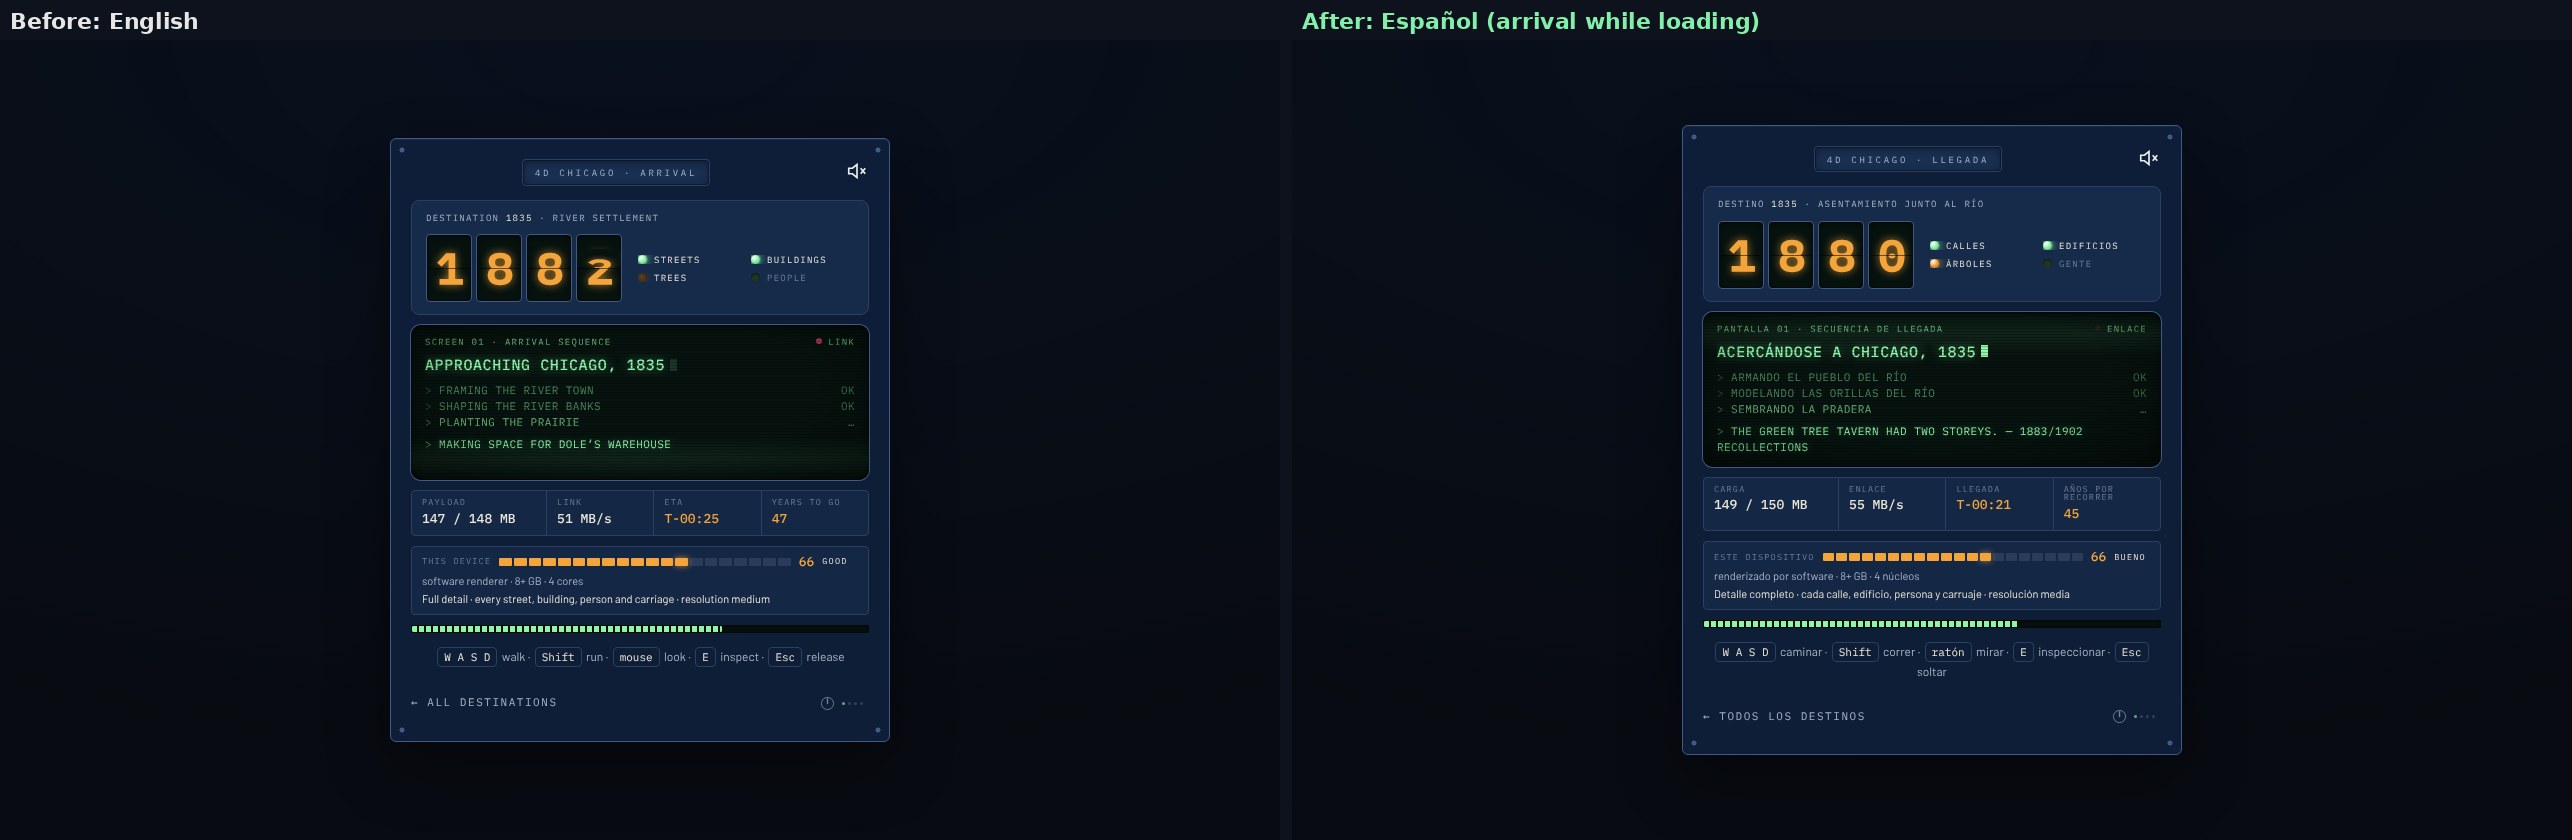 Before: English
4D CHICAGO · ARRIVAL
DESTINATION 1835 · RIVER SETTLEMENT
1882
STREETS
BUILDINGS
TREES
PEOPLE
SCREEN 01 · ARRIVAL SEQUENCE
LINK
APPROACHING CHICAGO, 1835
> FRAMING THE RIVER TOWN OK
> SHAPING THE RIVER BANKS OK
> PLANTING THE PRAIRIE …
> MAKING SPACE FOR DOLE’S WAREHOUSE
PAYLOAD
147 / 148 MB
LINK
51 MB/s
ETA
T-00:25
YEARS TO GO
47
THIS DEVICE 66 GOOD
software renderer · 8+ GB · 4 cores
Full detail · every street, building, person and carriage · resolution medium
W A S D walk · Shift run · mouse look · E inspect · Esc release
← ALL DESTINATIONS
After: Español (arrival while loading)
4D CHICAGO · LLEGADA
DESTINO 1835 · ASENTAMIENTO JUNTO AL RÍO
1880
CALLES
EDIFICIOS
ÁRBOLES
GENTE
PANTALLA 01 · SECUENCIA DE LLEGADA
ENLACE
ACERCÁNDOSE A CHICAGO, 1835
> ARMANDO EL PUEBLO DEL RÍO OK
> MODELANDO LAS ORILLAS DEL RÍO OK
> SEMBRANDO LA PRADERA …
> THE GREEN TREE TAVERN HAD TWO STOREYS. — 1883/1902
RECOLLECTIONS
CARGA
149 / 150 MB
ENLACE
55 MB/s
LLEGADA
T-00:21
AÑOS POR
RECORRER
45
ESTE DISPOSITIVO 66 BUENO
renderizado por software · 8+ GB · 4 núcleos
Detalle completo · cada calle, edificio, persona y carruaje · resolución media
W A S D caminar · Shift correr · ratón mirar · E inspeccionar · Esc
soltar
← TODOS LOS DESTINOS